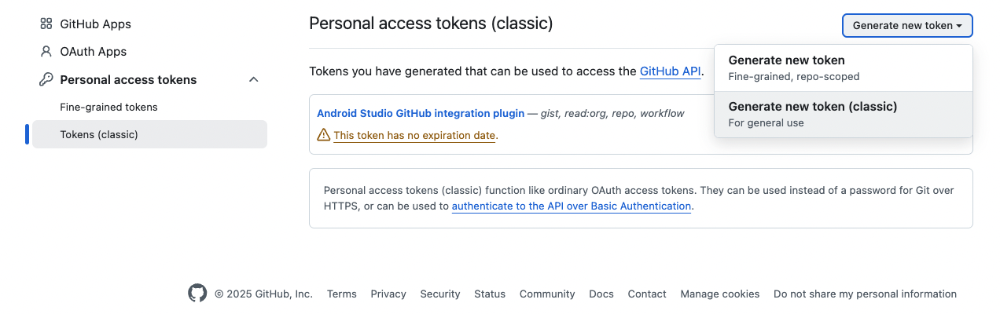 GitHub Apps
OAuth Apps
Personal access tokens
Fine-grained tokens
Tokens (classic)
Personal access tokens (classic)
Generate new token
Generate new token
Fine-grained, repo-scoped
Generate new token (classic)
For general use
Tokens you have generated that can be used to access the GitHub API.
Android Studio GitHub integration plugin — gist, read:org, repo, workflow
This token has no expiration date.
Personal access tokens (classic) function like ordinary OAuth access tokens. They can be used instead of a password for Git over
HTTPS, or can be used to authenticate to the API over Basic Authentication.
© 2025 GitHub, Inc. Terms Privacy Security Status Community Docs Contact Manage cookies Do not share my personal information